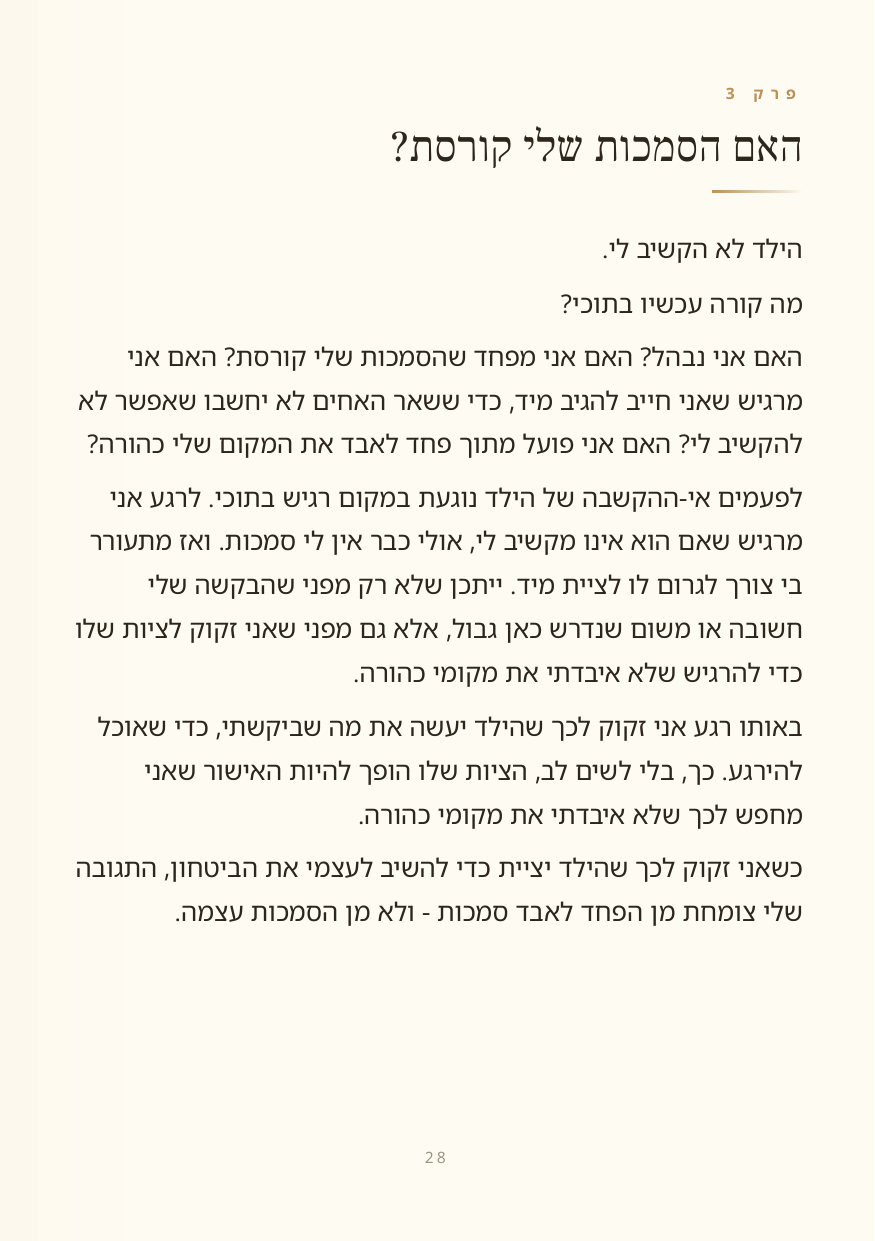 פרק 3
האם הסמכות שלי קורסת?
הילד לא הקשיב לי.
מה קורה עכשיו בתוכי?
האם אני נבהל? האם אני מפחד שהסמכות שלי קורסת? האם אני
מרגיש שאני חייב להגיב מיד, כדי ששאר האחים לא יחשבו שאפשר לא
להקשיב לי? האם אני פועל מתוך פחד לאבד את המקום שלי כהורה?
לפעמים אי-ההקשבה של הילד נוגעת במקום רגיש בתוכי. לרגע אני
מרגיש שאם הוא אינו מקשיב לי, אולי כבר אין לי סמכות. ואז מתעורר
בי צורך לגרום לו לציית מיד. ייתכן שלא רק מפני שהבקשה שלי
חשובה או משום שנדרש כאן גבול, אלא גם מפני שאני זקוק לציות שלו
כדי להרגיש שלא איבדתי את מקומי כהורה.
באותו רגע אני זקוק לכך שהילד יעשה את מה שביקשתי, כדי שאוכל
להירגע. כך, בלי לשים לב, הציות שלו הופך להיות האישור שאני
מחפש לכך שלא איבדתי את מקומי כהורה.
כשאני זקוק לכך שהילד יציית כדי להשיב לעצמי את הביטחון, התגובה
שלי צומחת מן הפחד לאבד סמכות - ולא מן הסמכות עצמה.
28